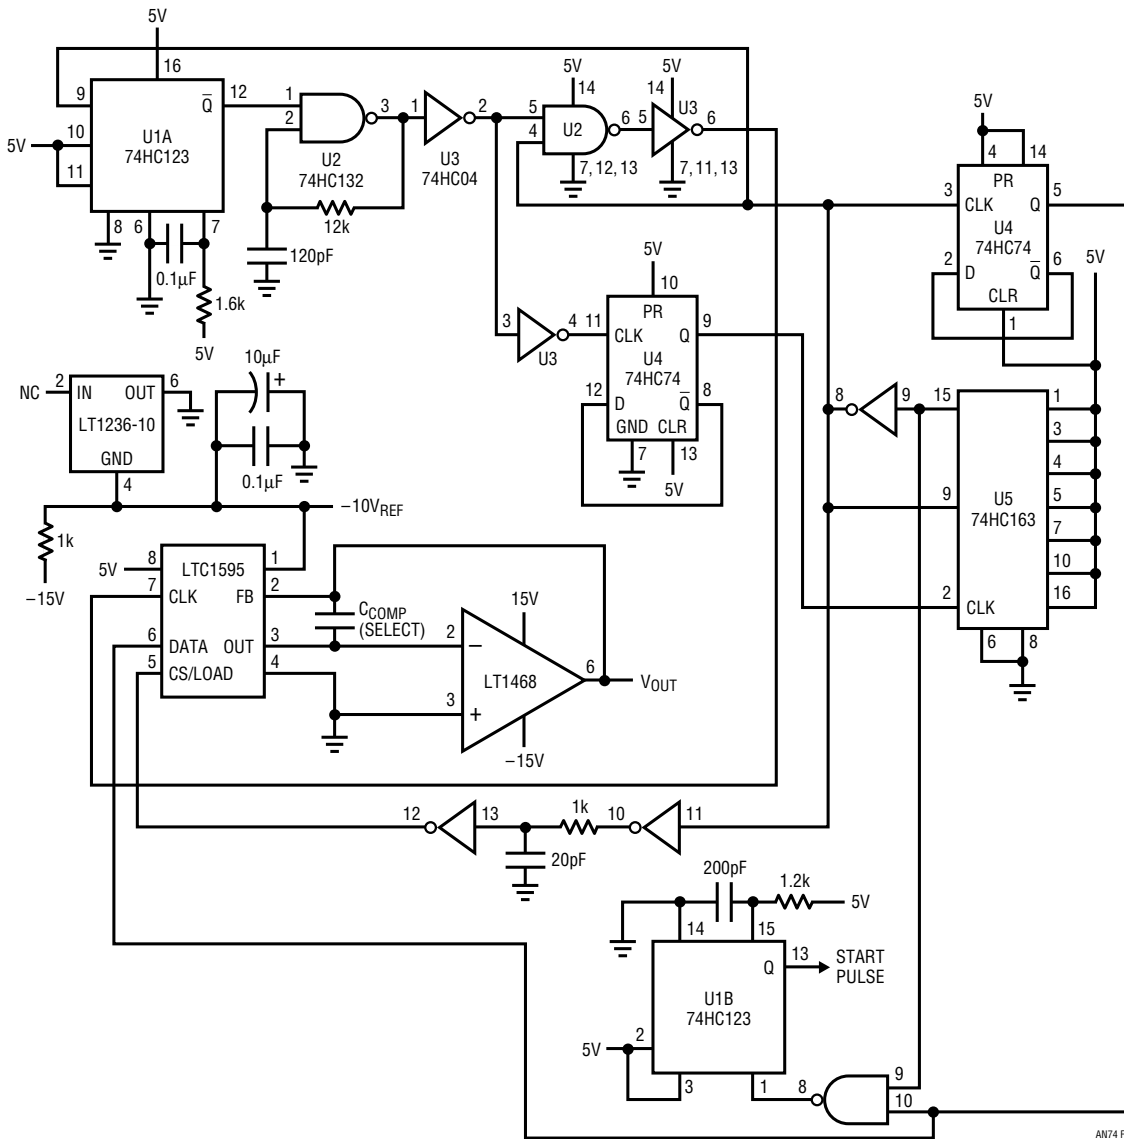 5V
16
9
12
Q
10
5V
11
U1A
74HC123
8
6
7
0.1µF
1.6k
5V
1
2
3
U2
74HC132
12k
120pF
1
2
U3
74HC04
5V
14
5
4
U2
6
7, 12, 13
5V
14
U3
5
6
7, 11, 13
5V
4
14
PR
3
CLK
Q
5
U4
74HC74
2
D
Q
6
CLR
1
5V
3
4
U3
5V
10
PR
11
CLK
Q
9
U4
74HC74
12
D
Q
8
GND
CLR
7
13
5V
8
9
15
1
3
4
9
5
U5
74HC163
7
10
2
CLK
16
6
8
NC
2
IN
OUT
6
LT1236-10
GND
4
10µF
+
0.1µF
–10VREF
1k
–15V
LTC1595
5V
8
1
7
CLK
FB
2
6
DATA
OUT
3
5
CS/LOAD
4
CCOMP
(SELECT)
15V
2
–
LT1468
6
VOUT
3
+
–15V
12
13
1k
10
11
20pF
200pF
1.2k
5V
14
15
13
Q
START
PULSE
U1B
74HC123
5V
2
3
1
8
9
10
AN74 F